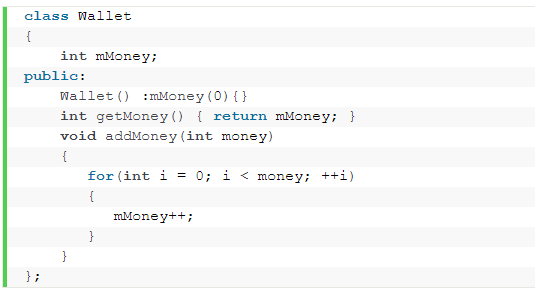 class Wallet
{
    int mMoney;
public:
    Wallet() :mMoney(0){}
    int getMoney() { return mMoney; }
    void addMoney(int money)
    {
       for(int i = 0; i < money; ++i)
       {
          mMoney++;
       }
    }
};